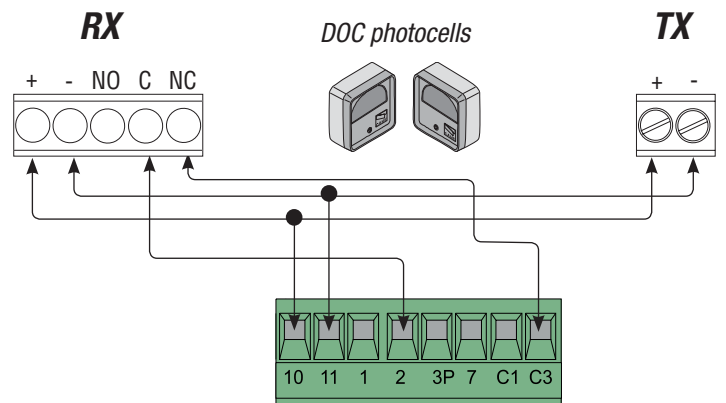 RX DOC photocells TX
+ - NO C NC + -
10 11 1 2 3P 7 C1 C3